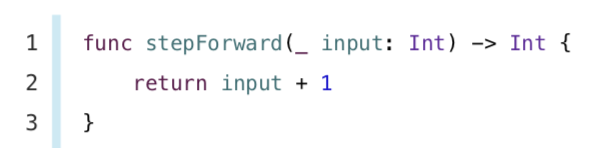 1 func stepForward(_ input: Int) -> Int {
2     return input + 1
3 }